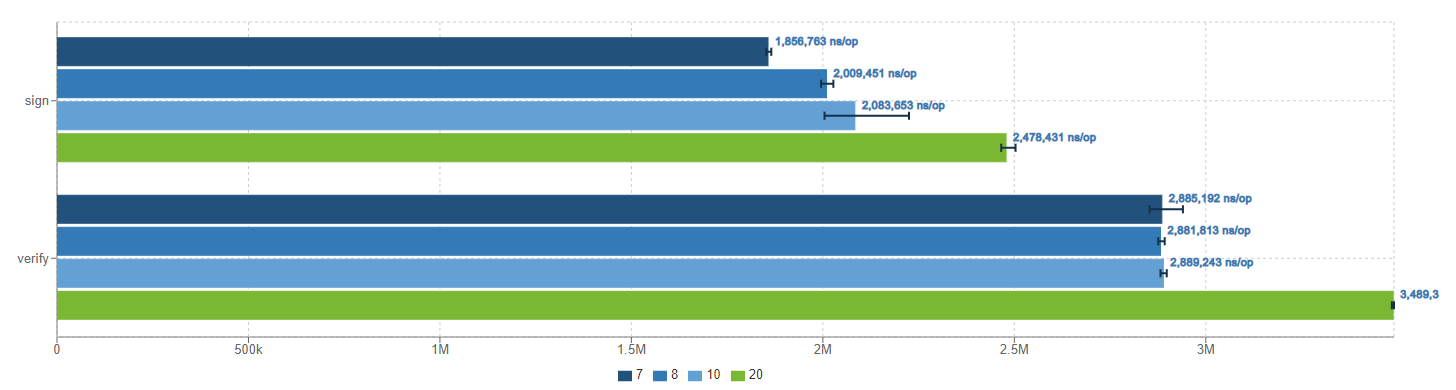 1,856,763 ns/op
2,009,451 ns/op
sign
2,083,653 ns/op
2,478,431 ns/op
2,885,192 ns/op
2,881,813 ns/op
verify
2,889,243 ns/op
3,489,3
0 500k 1M 1.5M 2M 2.5M 3M
7 8 10 20